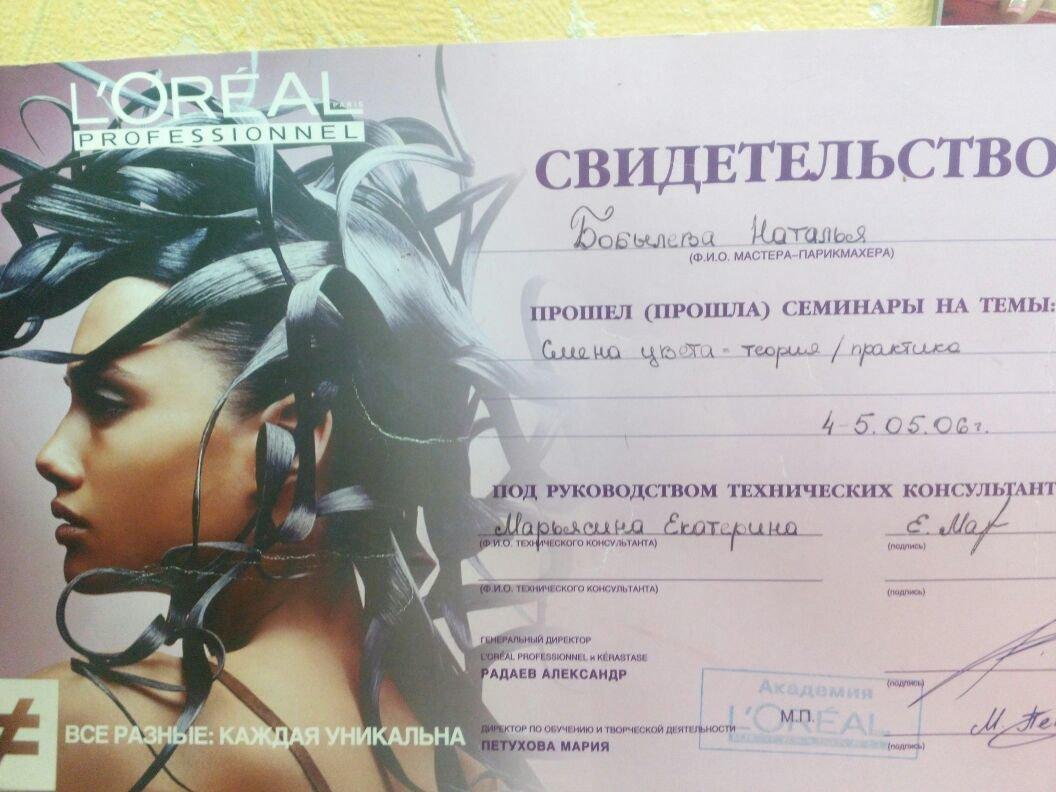 L'ORÉAL
PARIS
PROFESSIONNEL
СВИДЕТЕЛЬСТВО
Бобылева Наталья
(Ф.И.О. МАСТЕРА-ПАРИКМАХЕРА)
ПРОШЕЛ (ПРОШЛА) СЕМИНАРЫ НА ТЕМЫ:
Смена цвета - теория / практика
4-5.05.06г.
ПОД РУКОВОДСТВОМ ТЕХНИЧЕСКИХ КОНСУЛЬТАНТ
Марьясина Екатерина Е. Мар
(Ф.И.О. ТЕХНИЧЕСКОГО КОНСУЛЬТАНТА) (подпись)
(Ф.И.О. ТЕХНИЧЕСКОГО КОНСУЛЬТАНТА) (подпись)
ГЕНЕРАЛЬНЫЙ ДИРЕКТОР
L'ORÉAL PROFESSIONNEL и KÉRASTASE
РАДАЕВ АЛЕКСАНДР (подпись)
Академия
L'ORÉAL
М.П.
ДИРЕКТОР ПО ОБУЧЕНИЮ И ТВОРЧЕСКОЙ ДЕЯТЕЛЬНОСТИ
ПЕТУХОВА МАРИЯ (подпись)
М. Пе
≠ ВСЕ РАЗНЫЕ: КАЖДАЯ УНИКАЛЬНА